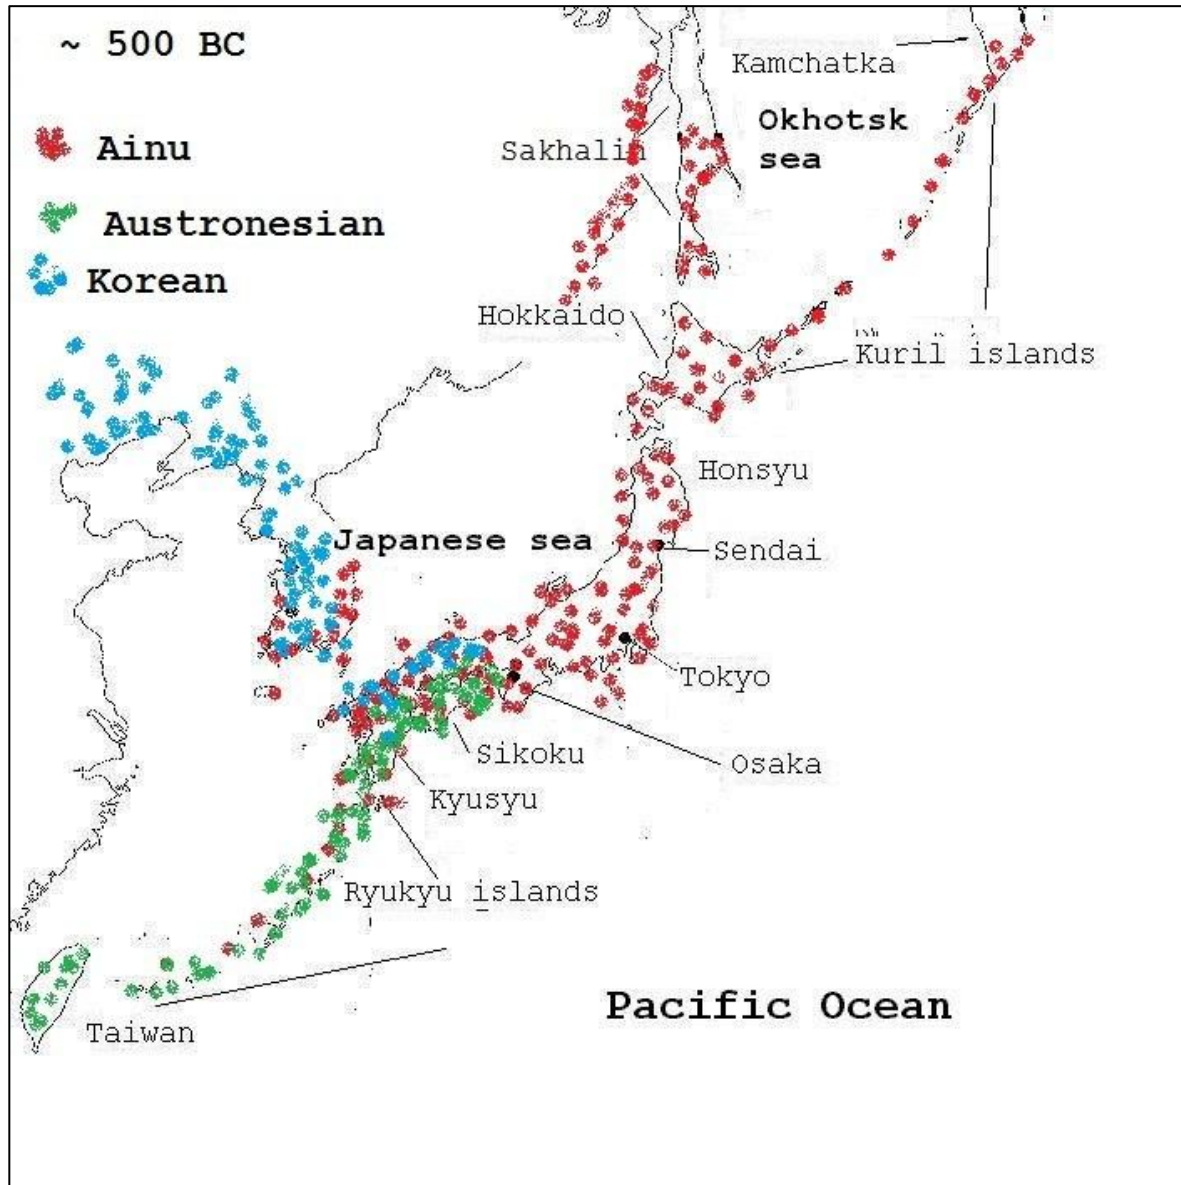 ~ 500 BC
Kamchatka
Ainu
Okhotsk
sea
Sakhalin
Austronesian
Korean
Hokkaido
Kuril islands
Honsyu
Japanese sea
Sendai
Tokyo
Sikoku
Osaka
Kyusyu
Ryukyu islands
Pacific Ocean
Taiwan